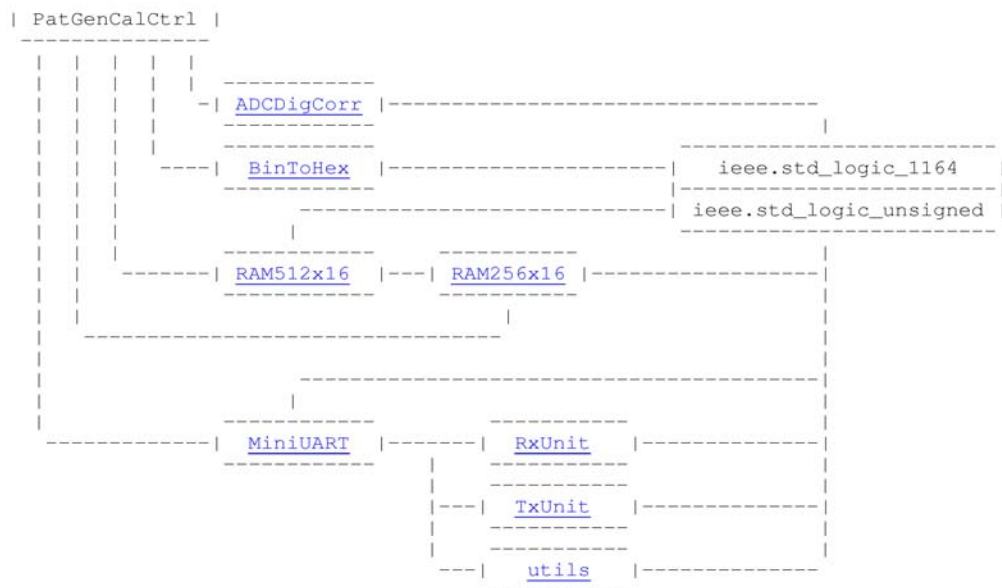 PatGenCalCtrl
ADCDigCorr
BinToHex
ieee.std_logic_1164
ieee.std_logic_unsigned
RAM512x16 RAM256x16
MiniUART RxUnit
TxUnit
utils